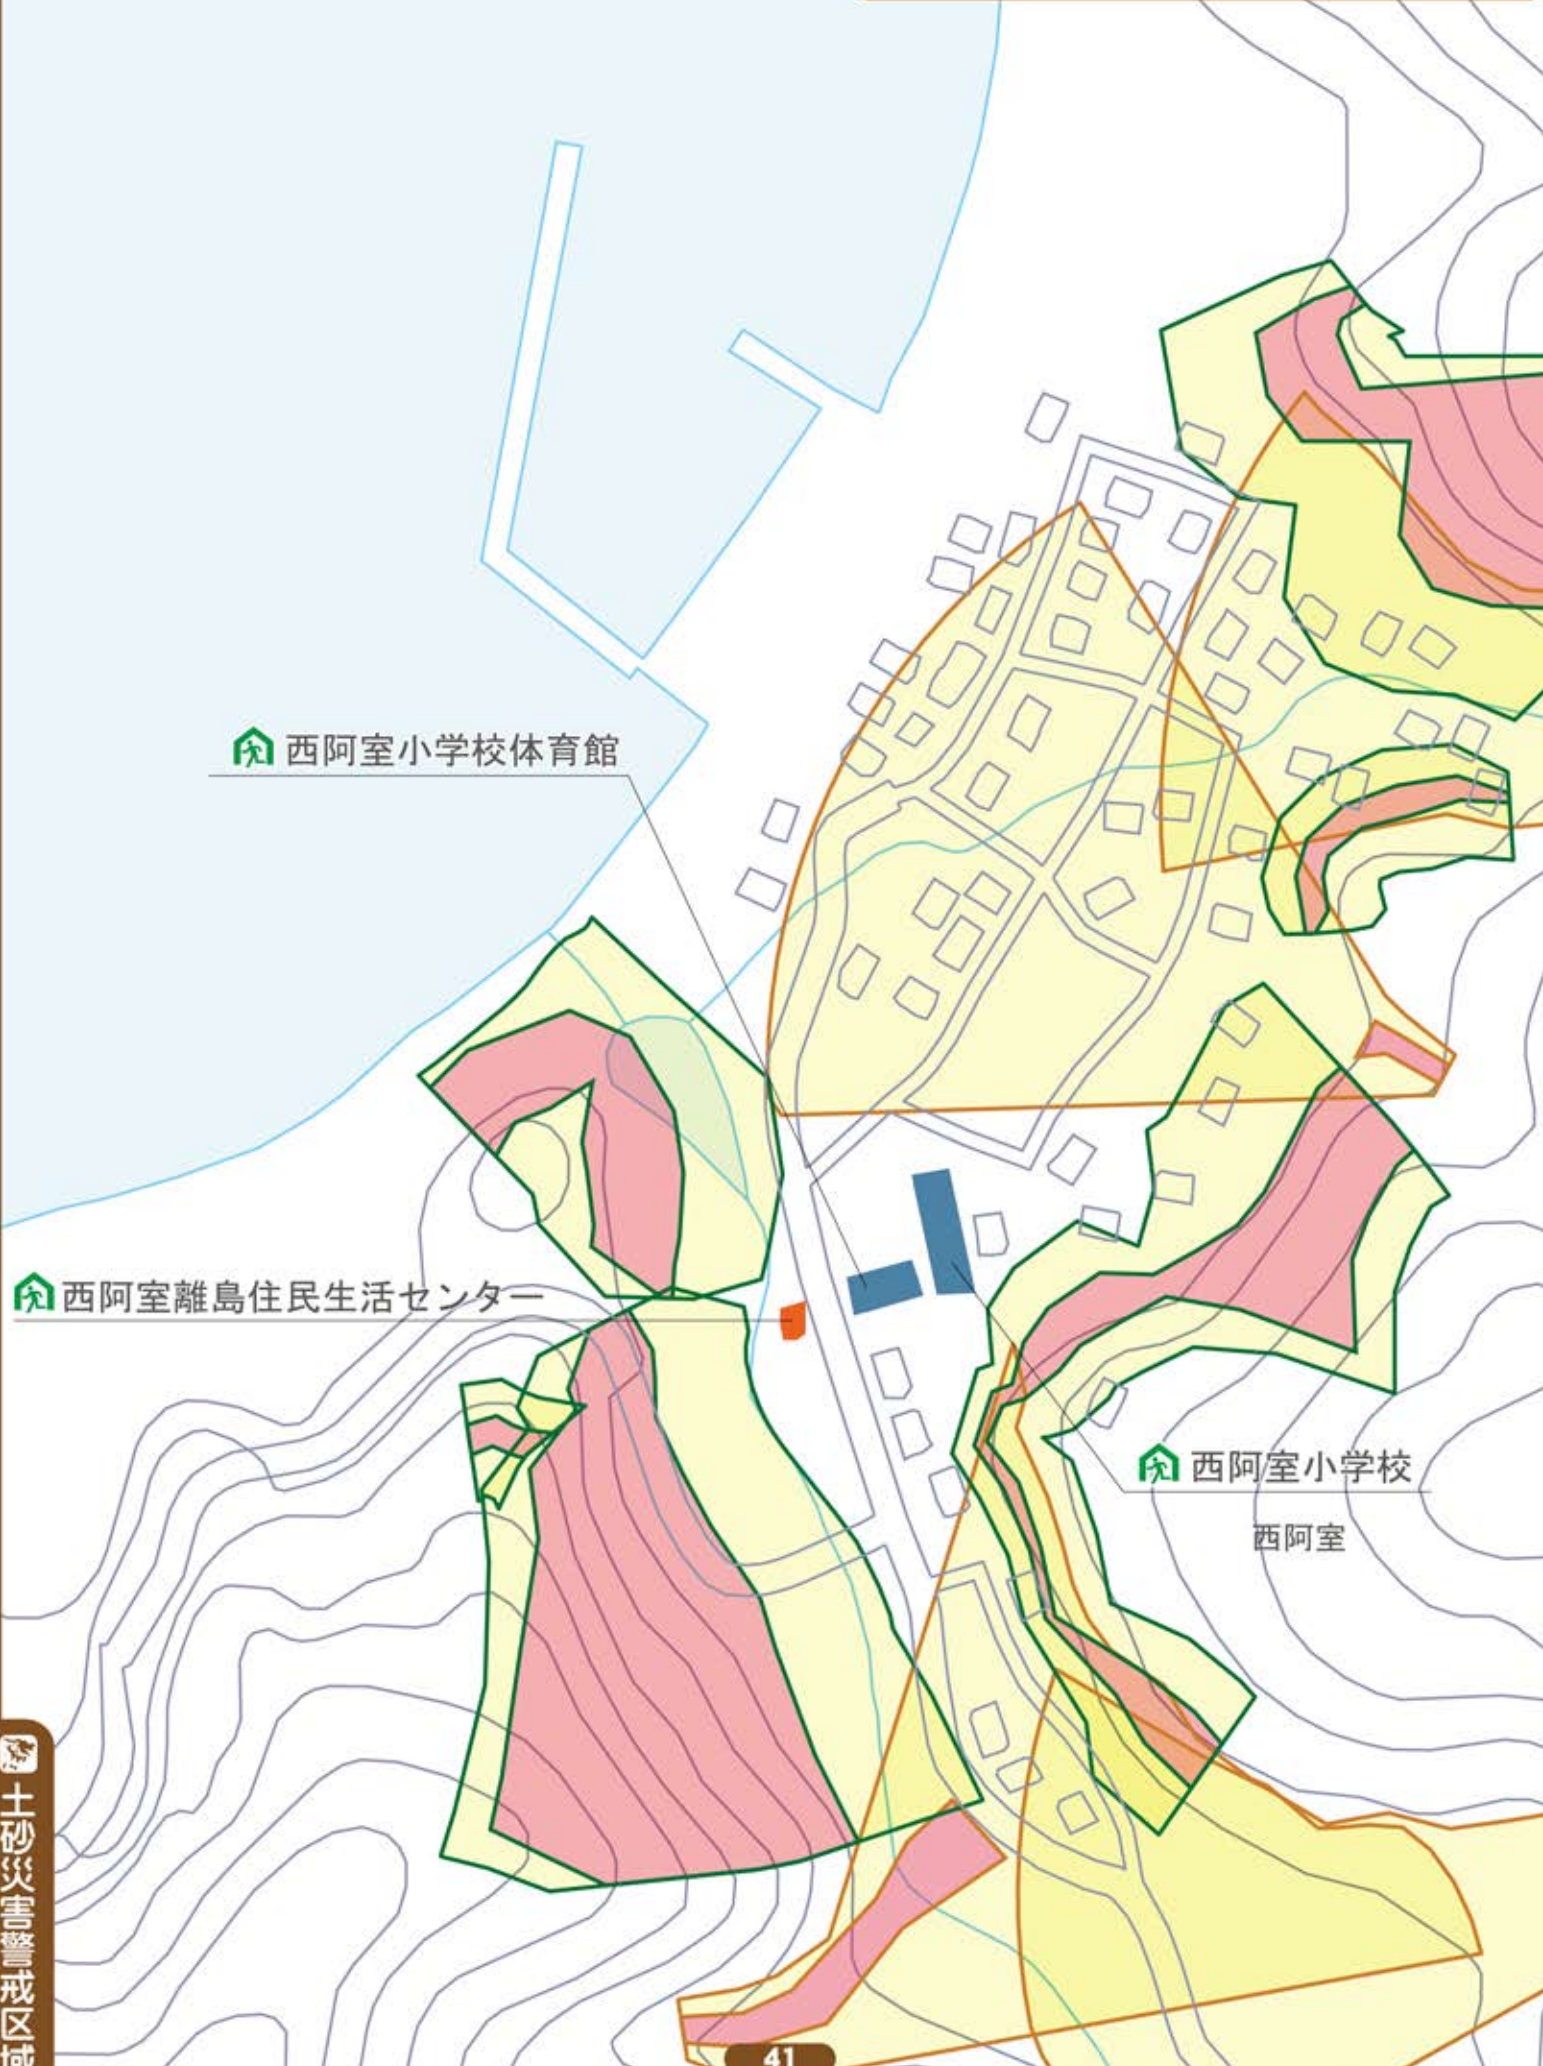 西阿室小学校体育館
西阿室離島住民生活センター
西阿室小学校
西阿室
土砂災害警戒区域
41